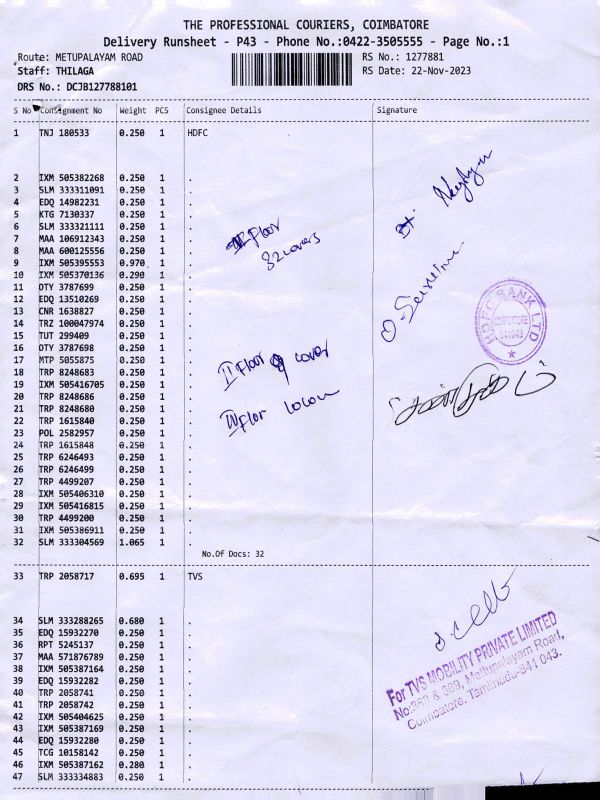 THE PROFESSIONAL COURIERS, COIMBATORE
Delivery Runsheet - P43 - Phone No.:0422-3505555 - Page No.:1
Route: METUPALAYAM ROAD RS No.: 1277881
Staff: THILAGA RS Date: 22-Nov-2023
DRS No.: DCJB127788101
S No Consignment No Weight PCS Consignee Details Signature
1 TNJ 180533 0.250 1 HDFC
2 IXM 505382268 0.250 1 .
3 SLM 333311091 0.250 1 .
4 EDQ 14982231 0.250 1 .
5 KTG 7130337 0.250 1 .
6 SLM 333321111 0.250 1 .
7 MAA 106912343 0.250 1 .
8 MAA 600125556 0.250 1 .
9 IXM 505395553 0.970 1 .
10 IXM 505370136 0.290 1 .
11 OTY 3787699 0.250 1 .
12 EDQ 13510269 0.250 1 .
13 CNR 1638827 0.250 1 .
14 TRZ 100047974 0.250 1 .
15 TUT 299409 0.250 1 .
16 OTY 3787698 0.250 1 .
17 MTP 5055875 0.250 1 .
18 TRP 8248683 0.250 1 .
19 IXM 505416705 0.250 1 .
20 TRP 8248686 0.250 1 .
21 TRP 8248680 0.250 1 .
22 TRP 1615840 0.250 1 .
23 POL 2582957 0.250 1 .
24 TRP 1615848 0.250 1 .
25 TRP 6246493 0.250 1 .
26 TRP 6246499 0.250 1 .
27 TRP 4499207 0.250 1 .
28 IXM 505406310 0.250 1 .
29 IXM 505416815 0.250 1 .
30 TRP 4499200 0.250 1 .
31 IXM 505386911 0.250 1 .
32 SLM 333304569 1.065 1 .
Floor
32 covers
II Floor 9 cover
IV Flor
HDFC BANK LTD
COIMBATORE
641043
No.Of Docs: 32
33 TRP 2058717 0.695 1 TVS
34 SLM 333288265 0.680 1 .
35 EDQ 15932270 0.250 1 .
36 RPT 5245137 0.250 1 .
37 MAA 571876789 0.250 1 .
38 IXM 505387164 0.250 1 .
39 EDQ 15932282 0.250 1 .
40 TRP 2058741 0.250 1 .
41 TRP 2058742 0.250 1 .
42 IXM 505404625 0.250 1 .
43 IXM 505387169 0.250 1 .
44 EDQ 15932280 0.250 1 .
45 TCG 10158142 0.250 1 .
46 IXM 505387162 0.280 1 .
47 SLM 333334883 0.250 1 .
For TVS MOBILITY PRIVATE LIMITED
No.368 & 369, Mettupalayam Road,
Coimbatore, Tamilnadu-641 043.